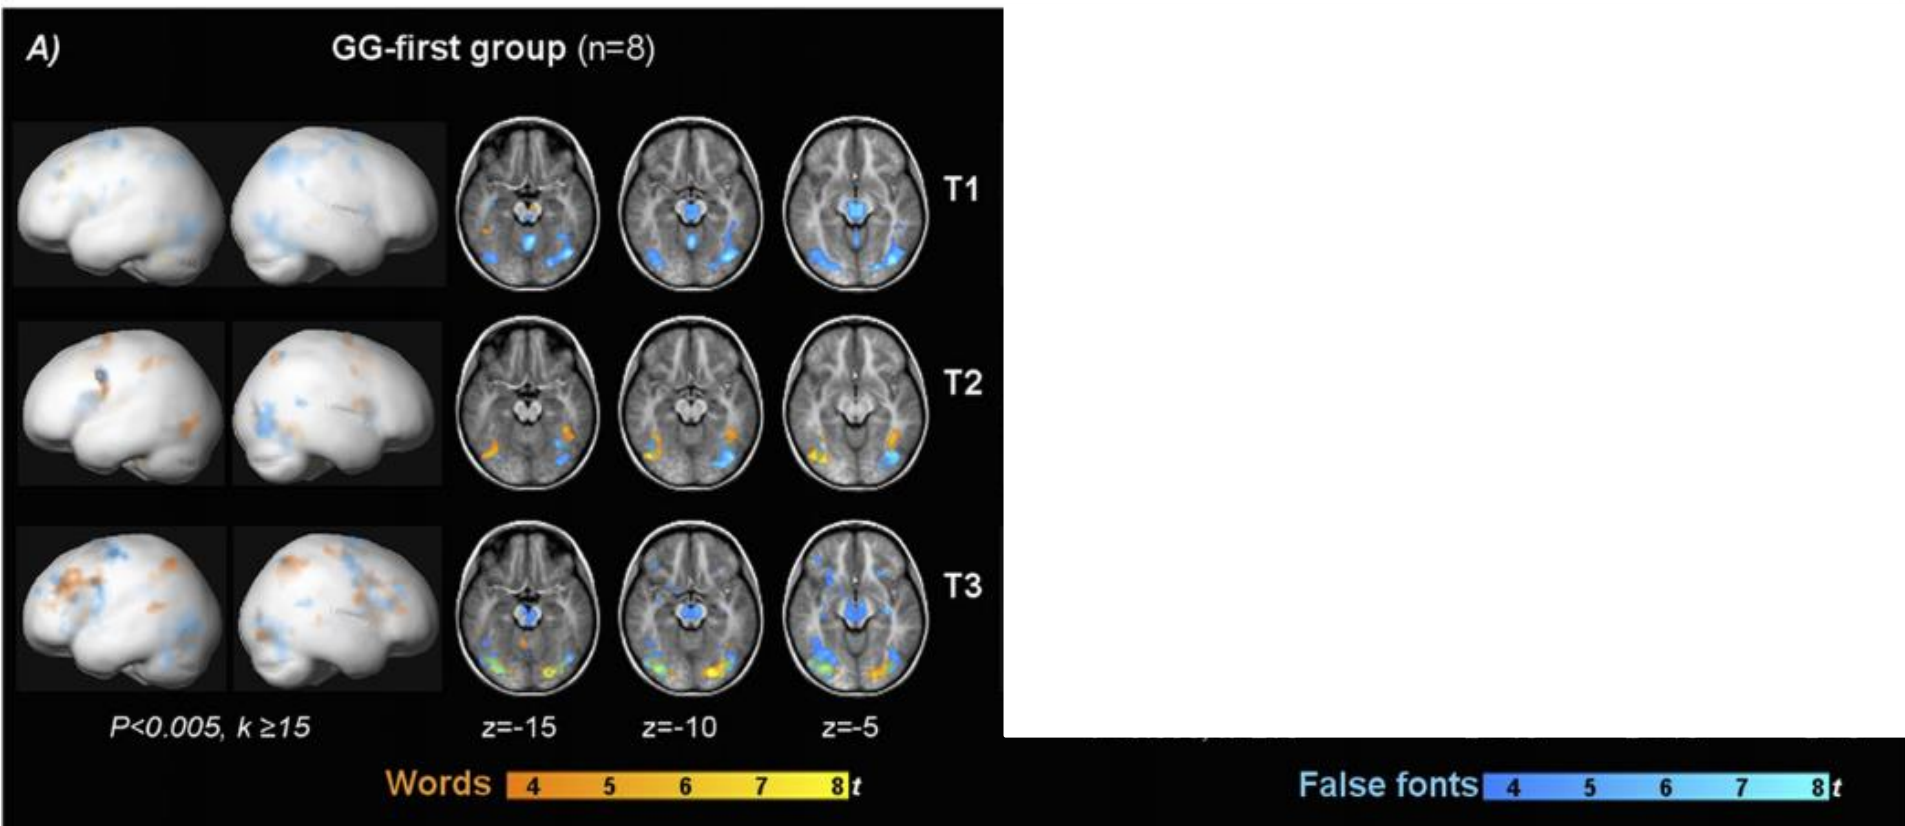 A)
GG-first group (n=8)
T1
T2
T3
P<0.005, k ≥15
z=-15
z=-10
z=-5
Words 4 5 6 7 8 t
False fonts 4 5 6 7 8 t